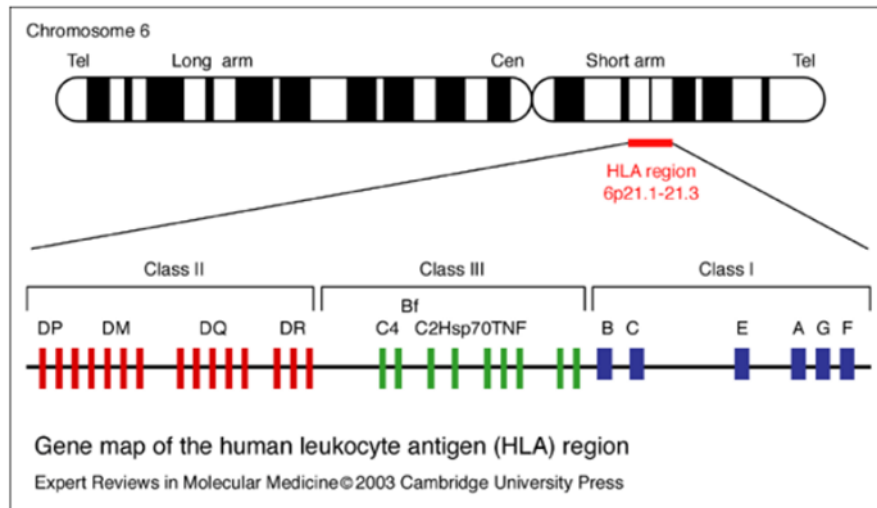 Chromosome 6
Tel Long arm Cen Short arm Tel
HLA region
6p21.1-21.3
Class II Class III Class I
Bf
DP DM DQ DR C4 C2Hsp70TNF B C E A G F
Gene map of the human leukocyte antigen (HLA) region
Expert Reviews in Molecular Medicine©2003 Cambridge University Press